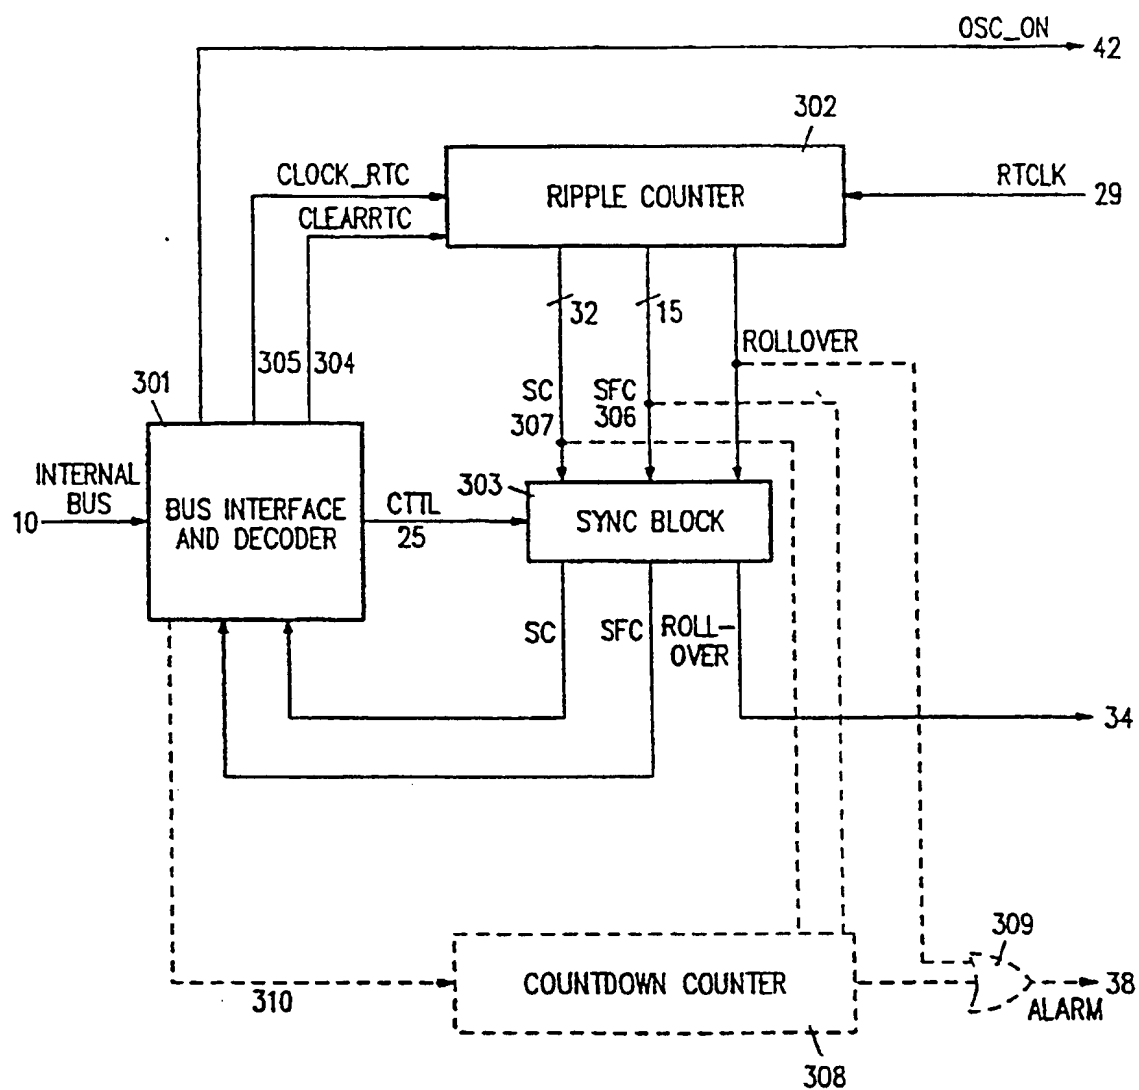 OSC_ON
42
302
CLOCK_RTC
RIPPLE COUNTER
RTCLK
29
CLEARRTC
32
15
ROLLOVER
305
304
301
SC
307
SFC
306
INTERNAL
BUS
10
BUS INTERFACE
AND DECODER
CTTL
25
303
SYNC BLOCK
SC
SFC
ROLL-
OVER
34
309
COUNTDOWN COUNTER
38
ALARM
310
308